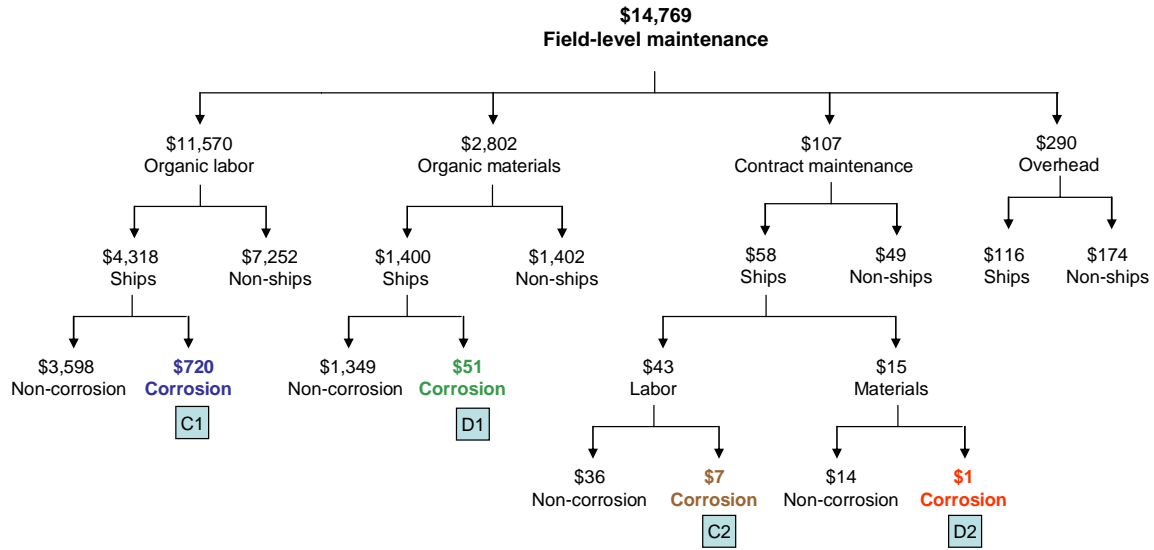 $14,769
Field-level maintenance
$11,570
Organic labor
$2,802
Organic materials
$107
Contract maintenance
$290
Overhead
$4,318
Ships
$7,252
Non-ships
$1,400
Ships
$1,402
Non-ships
$58
Ships
$49
Non-ships
$116
Ships
$174
Non-ships
$3,598
Non-corrosion
$720
Corrosion
C1
$1,349
Non-corrosion
$51
Corrosion
D1
$43
Labor
$15
Materials
$36
Non-corrosion
$7
Corrosion
C2
$14
Non-corrosion
$1
Corrosion
D2